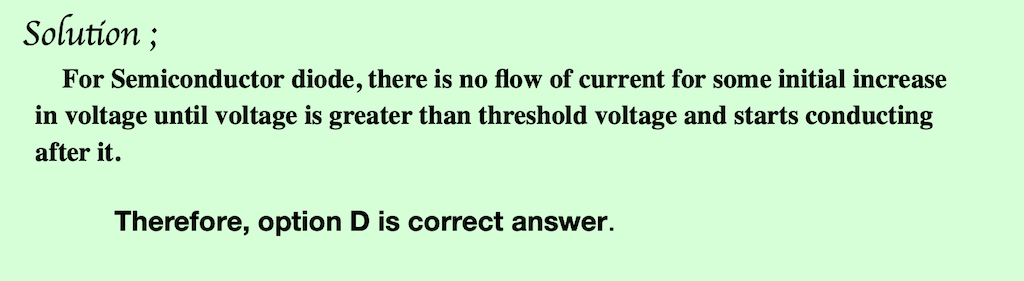 Solution ;
For Semiconductor diode, there is no flow of current for some initial increase
in voltage until voltage is greater than threshold voltage and starts conducting
after it.
Therefore, option D is correct answer.